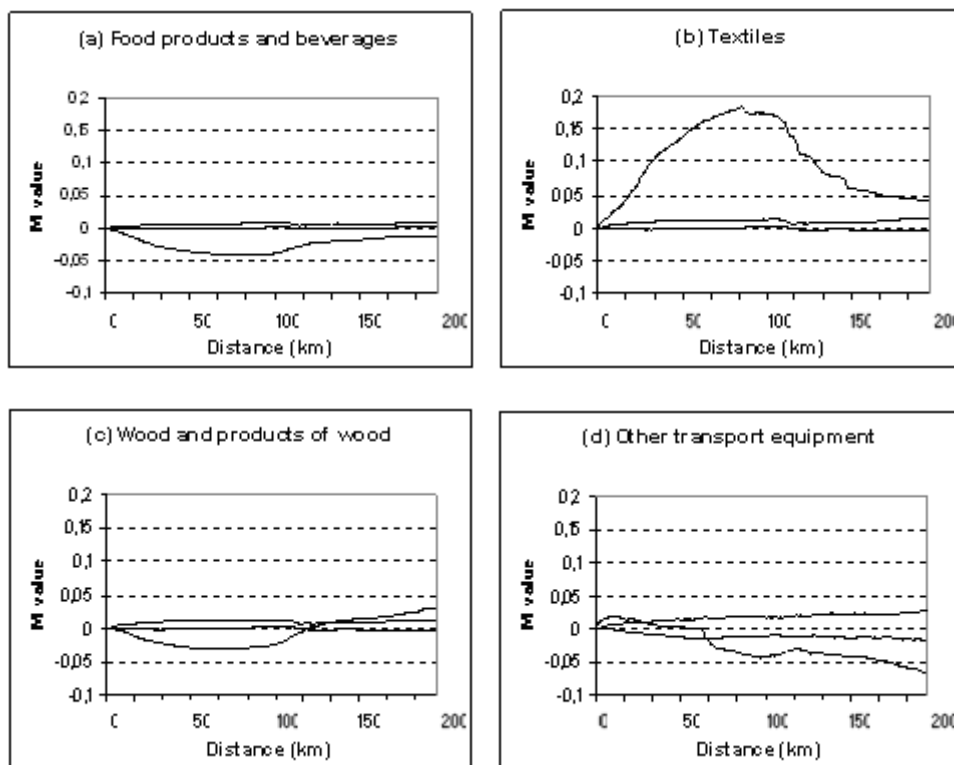 (a) Food products and beverages
0,2
0,15
0,1
0,05
0
-0,05
-0,1
M value
0 50 100 150 200
Distance (km)
(b) Textiles
0,2
0,15
0,1
0,05
0
-0,05
-0,1
M value
0 50 100 150 200
Distance (km)
(c) Wood and products of wood
0,2
0,15
0,1
0,05
0
-0,05
-0,1
M value
0 50 100 150 200
Distance (km)
(d) Other transport equipment
0,2
0,15
0,1
0,05
0
-0,05
-0,1
M value
0 50 100 150 200
Distance (km)